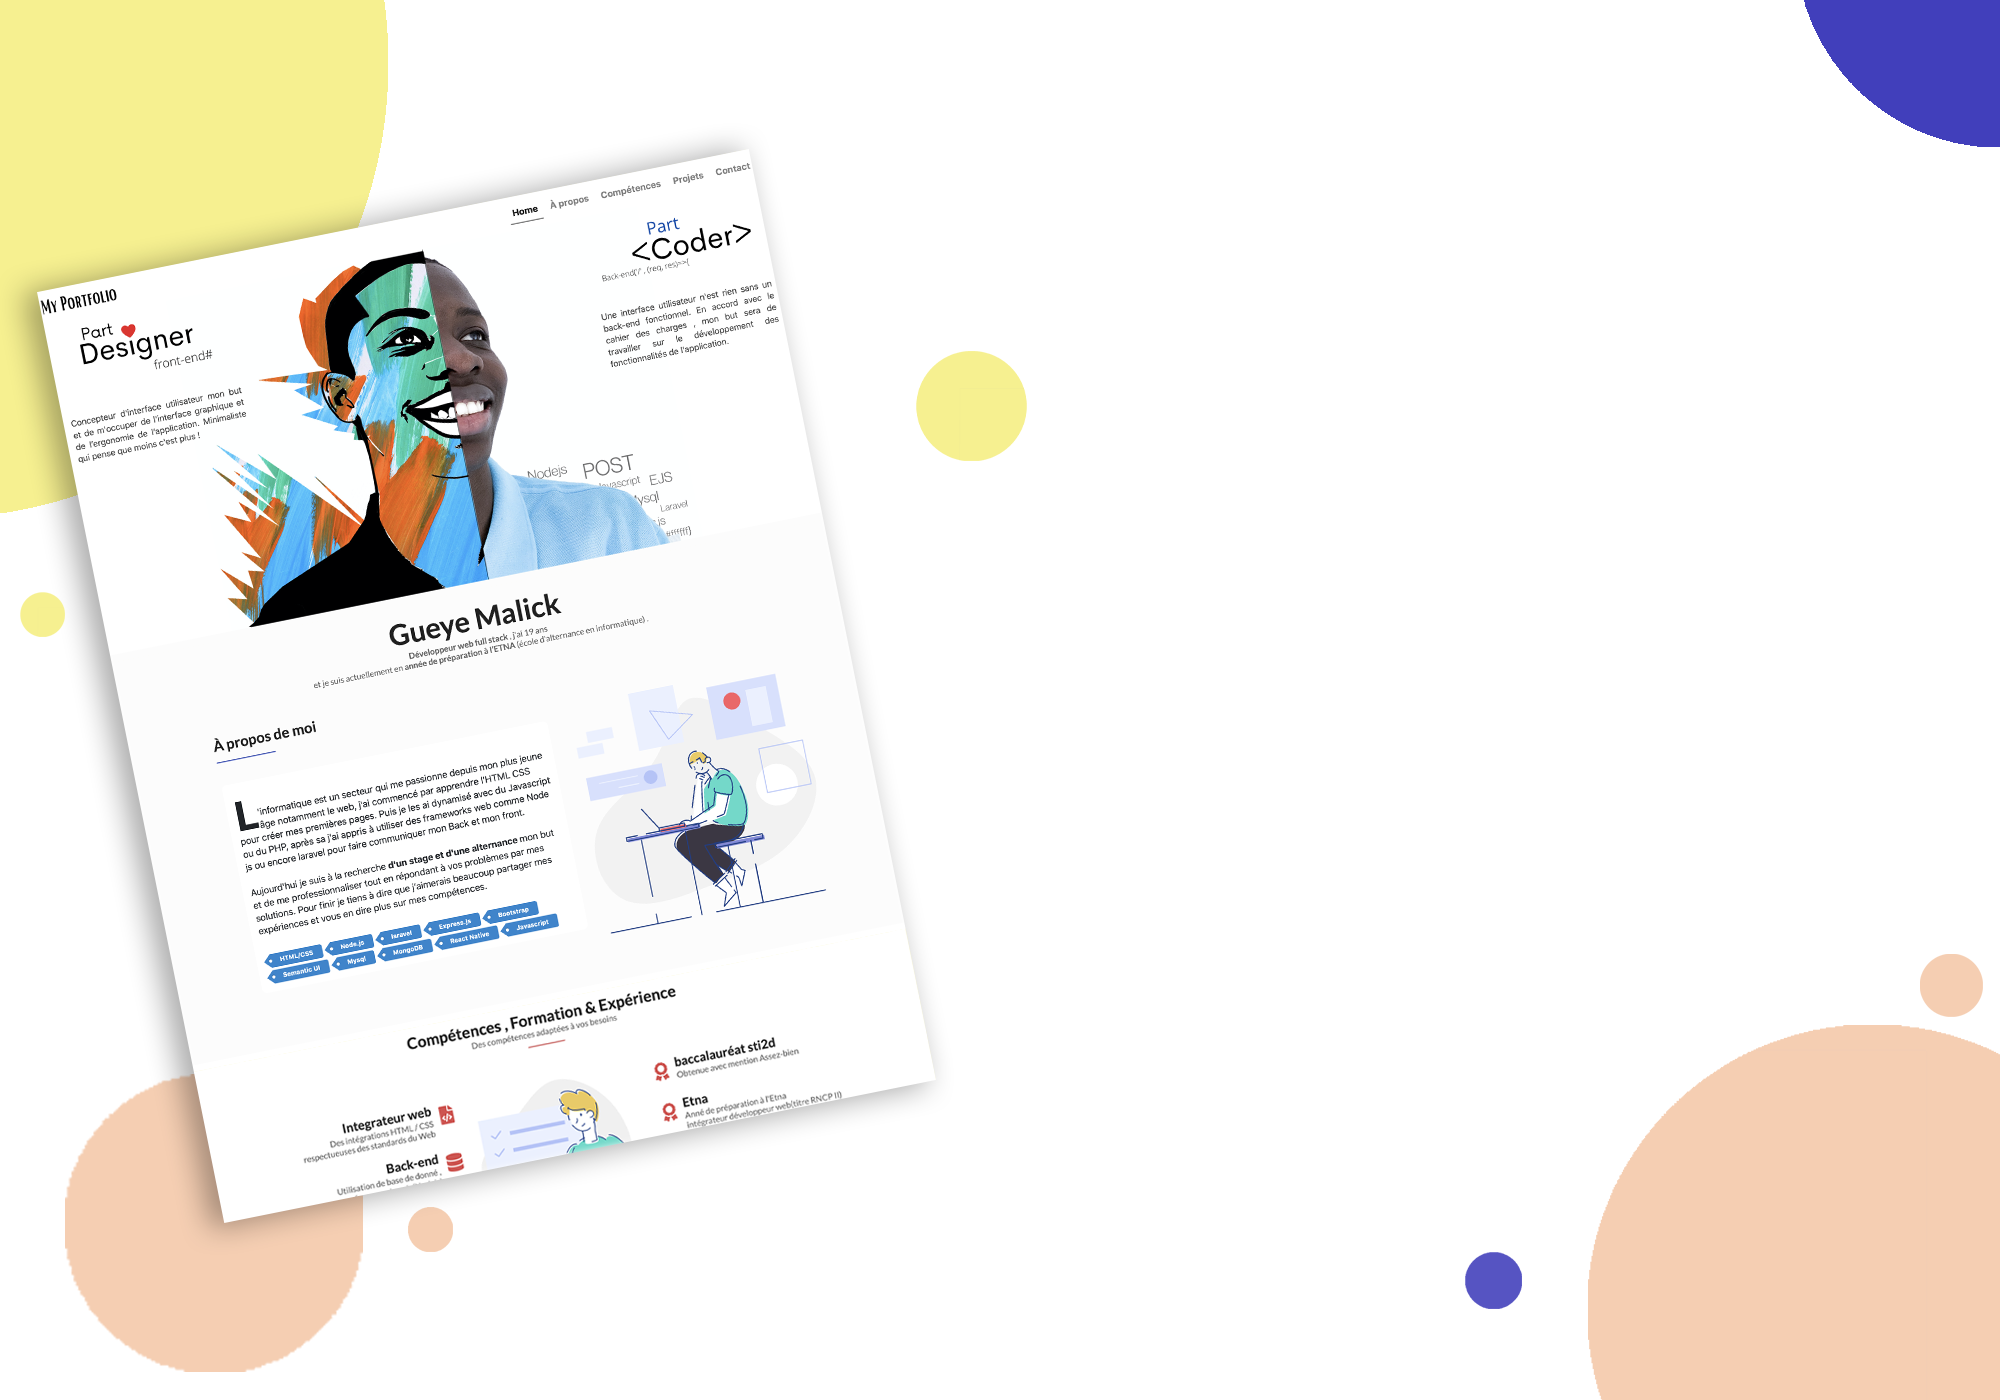 Home À propos Compétences Projets Contact
My Portfolio
Part
Designer
front-end#
Concepteur d'interface utilisateur mon but
et de m'occuper de l'interface graphique et
de l'ergonomie de l'application. Minimaliste
qui pense que moins c'est plus !
Part
<Coder>
Back-end('/' , (req, res)=>{
Une interface utilisateur n'est rien sans un
back-end fonctionnel. En accord avec le
cahier des charges , mon but sera de
travailler sur le développement des
fonctionnalités de l'application.
Nodejs POST
EJS
Laravel
#ffffff}
Gueye Malick
Développeur web full stack , j'ai 19 ans
et je suis actuellement en année de préparation à l'ETNA (école d'alternance en informatique) .
À propos de moi
L'informatique est un secteur qui me passionne depuis mon plus jeune
âge notamment le web, j'ai commencé par apprendre l'HTML CSS
pour créer mes premières pages. Puis je les ai dynamisé avec du Javascript
ou du PHP, après sa j'ai appris à utiliser des frameworks web comme Node
js ou encore laravel pour faire communiquer mon Back et mon front.
Aujourd'hui je suis à la recherche d'un stage et d'une alternance mon but
et de me professionnaliser tout en répondant à vos problèmes par mes
solutions. Pour finir je tiens à dire que j'aimerais beaucoup partager mes
expériences et vous en dire plus sur mes compétences.
HTML/CSS Node.js laravel Express.js Bootstrap
Semantic UI Mysql MongoDB React Native Javascript
Compétences , Formation & Expérience
Des compétences adaptées à vos besoins
Integrateur web
Des intégrations HTML / CSS
respectueuses des standards du Web
Back-end
Utilisation de base de donné ,
baccalauréat sti2d
Obtenue avec mention Assez-bien
Etna
Anné de préparation à l'Etna
intégrateur développeur web(titre RNCP II)